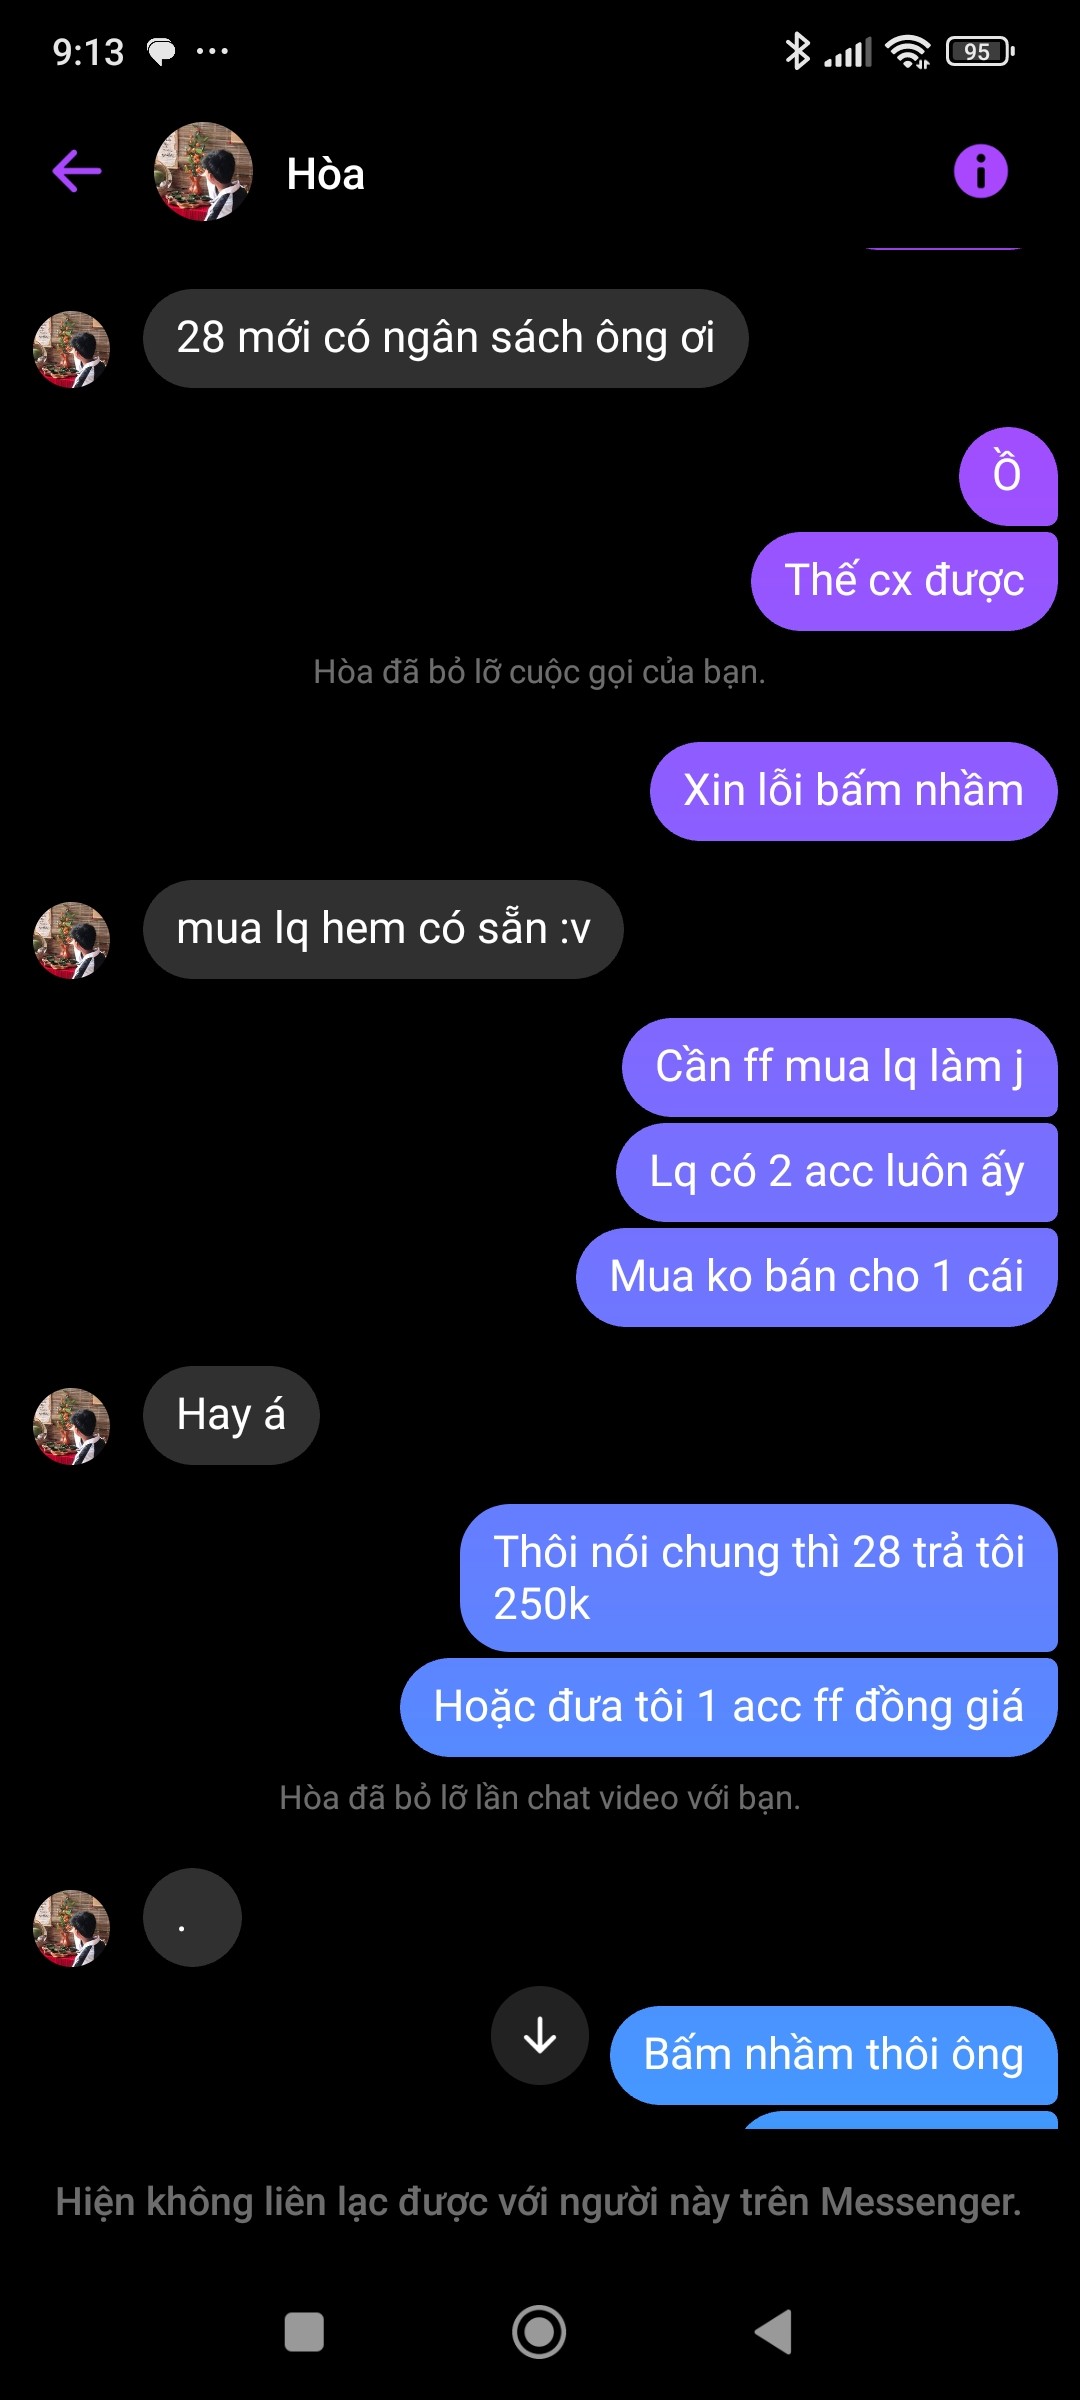 9:13
95
Hòa
28 mới có ngân sách ông ơi
Ồ
Thế cx được
Hòa đã bỏ lỡ cuộc gọi của bạn.
Xin lỗi bấm nhầm
mua lq hem có sẵn :v
Cần ff mua lq làm j
Lq có 2 acc luôn ấy
Mua ko bán cho 1 cái
Hay á
Thôi nói chung thì 28 trả tôi
250k
Hoặc đưa tôi 1 acc ff đồng giá
Hòa đã bỏ lỡ lần chat video với bạn.
.
Bấm nhầm thôi ông
Hiện không liên lạc được với người này trên Messenger.